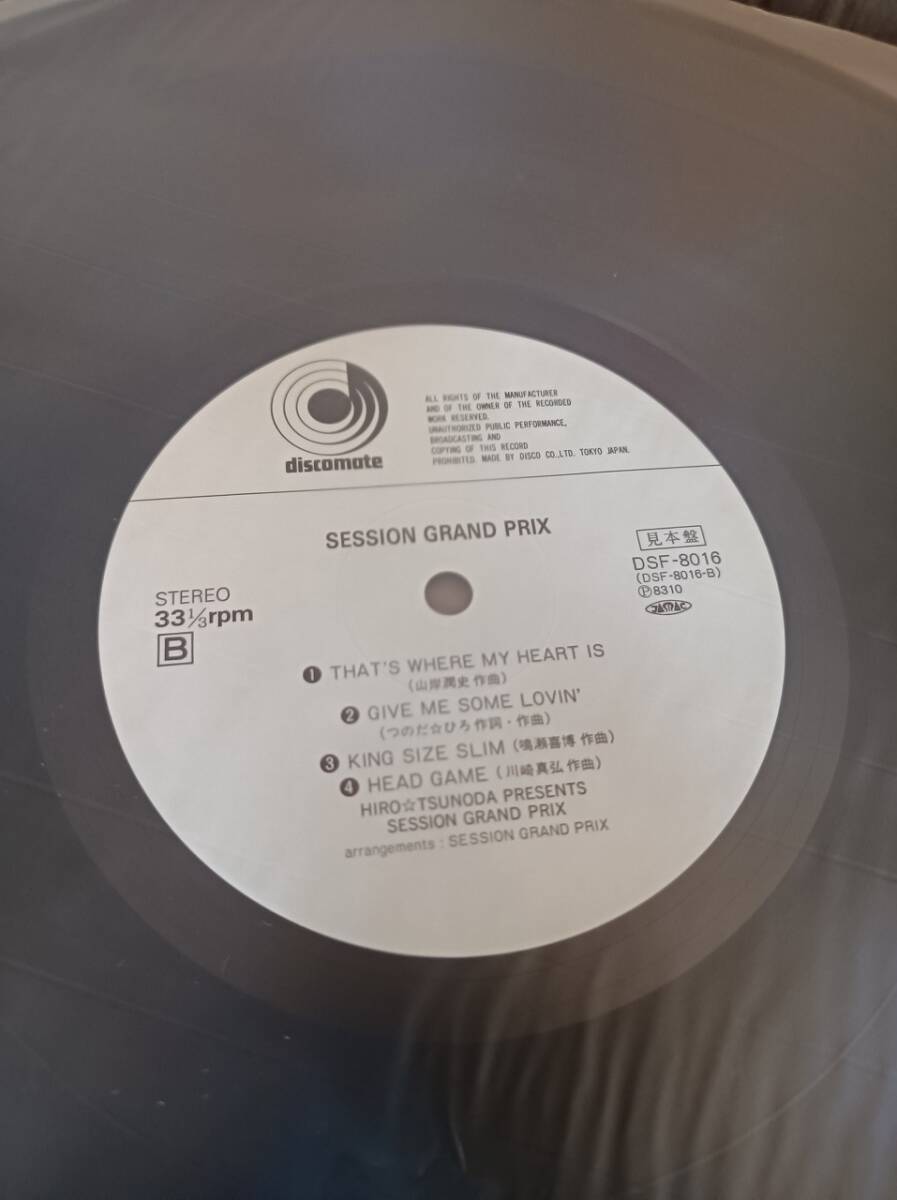 discomate
ALL RIGHTS OF THE MANUFACTURER
AND OF THE OWNER OF THE RECORDED
WORK RESERVED.
UNAUTHORIZED PUBLIC PERFORMANCE,
BROADCASTING AND
COPYING OF THIS RECORD
PROHIBITED. MADE BY DISCO CO.,LTD. TOKYO JAPAN.
SESSION GRAND PRIX
見本盤
DSF-8016
(DSF-8016-B)
Ⓟ8310
JASRAC
STEREO
33⅓rpm
B
❶ THAT'S WHERE MY HEART IS
(山岸潤史 作曲)
❷ GIVE ME SOME LOVIN'
(つのだ☆ひろ 作詞・作曲)
❸ KING SIZE SLIM (鳴瀬喜博 作曲)
❹ HEAD GAME (川崎真弘 作曲)
HIRO☆TSUNODA PRESENTS
SESSION GRAND PRIX
arrangements : SESSION GRAND PRIX